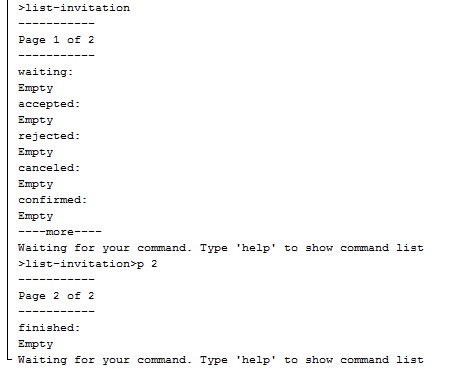 >list-invitation
-----------
Page 1 of 2
-----------
waiting:
Empty
accepted:
Empty
rejected:
Empty
canceled:
Empty
confirmed:
Empty
----more----
Waiting for your command. Type 'help' to show command list
>list-invitation>p 2
-----------
Page 2 of 2
-----------
finished:
Empty
Waiting for your command. Type 'help' to show command list